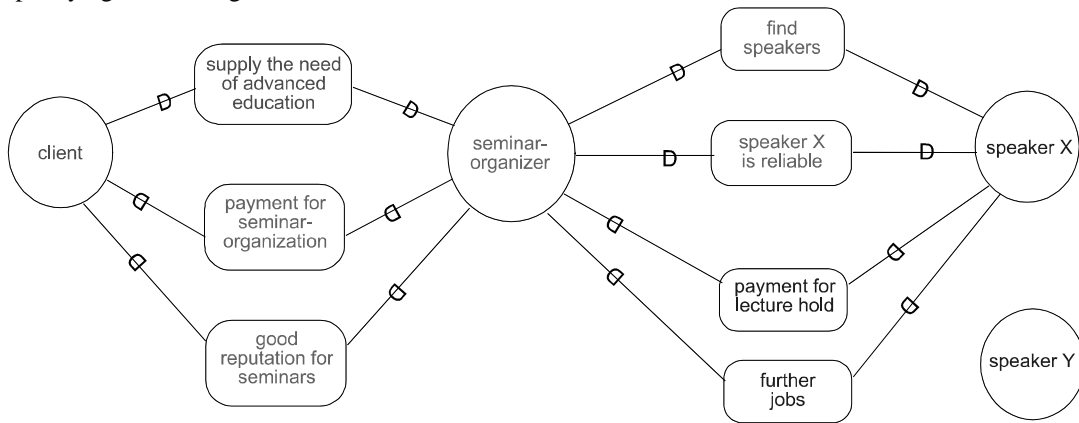 client
supply the need
of advanced
education
D
D
payment for
seminar-
organization
D
D
good
reputation for
seminars
D
D
seminar-
organizer
find
speakers
D
D
speaker X
is reliable
D
D
payment for
lecture hold
D
D
further
jobs
D
D
speaker X
speaker Y